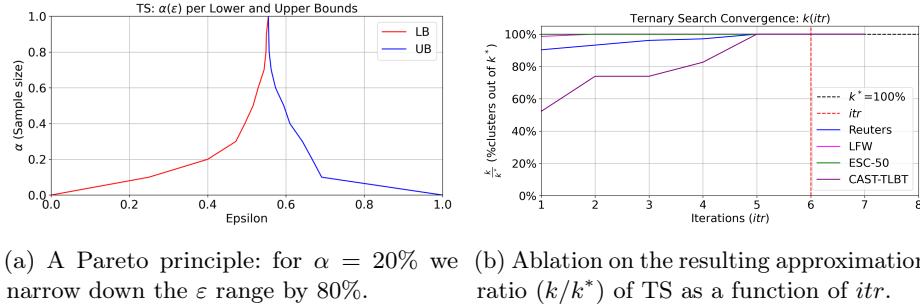 TS: α(ε) per Lower and Upper Bounds
1.0
0.8
0.6
0.4
0.2
0.0
α (Sample size)
LB
UB
0.0 0.2 0.4 0.6 0.8 1.0
Epsilon
Ternary Search Convergence: k(itr)
100%
80%
60%
40%
20%
0%
k/k* (%clusters out of k*)
k*=100%
itr
Reuters
LFW
ESC-50
CAST-TLBT
1 2 3 4 5 6 7 8
Iterations (itr)
(a) A Pareto principle: for α = 20% we
narrow down the ε range by 80%.
(b) Ablation on the resulting approximation
ratio (k/k*) of TS as a function of itr.